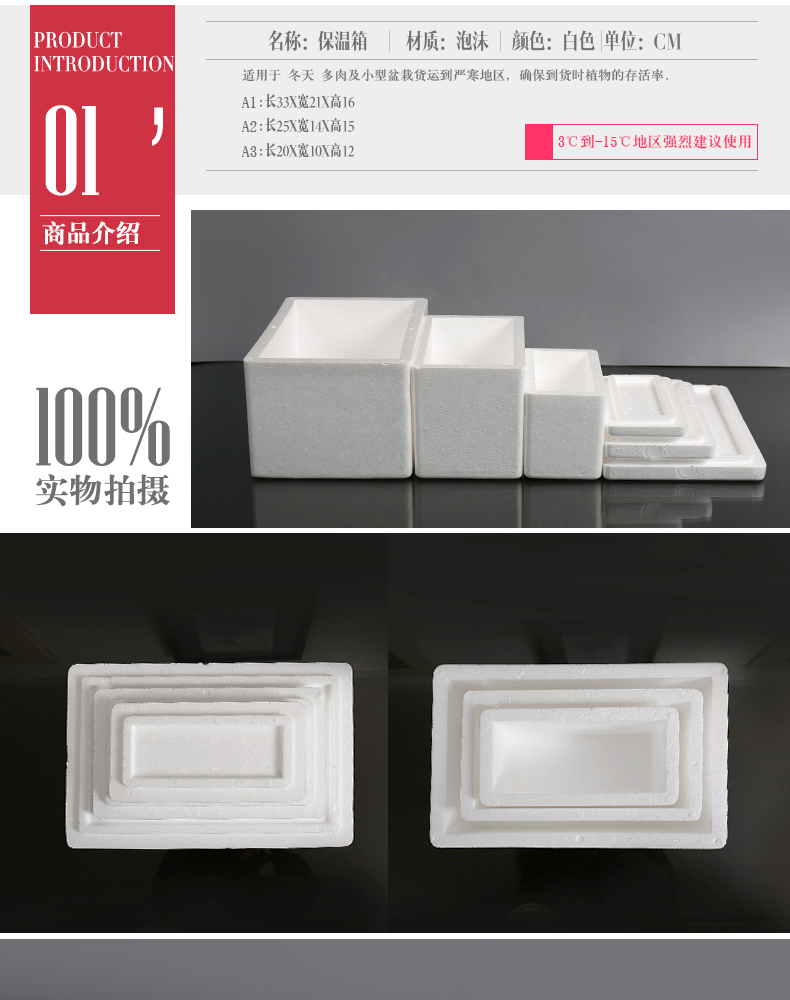 PRODUCT
INTRODUCTION
01 ’
商品介绍
名称：保温箱 材质：泡沫 颜色：白色 单位：CM
适用于 冬天 多肉及小型盆栽货运到严寒地区，确保到货时植物的存活率.
A1：长33X宽21X高16
A2：长25X宽14X高15
A3：长20X宽10X高12
3℃到-15℃地区强烈建议使用
100%
实物拍摄